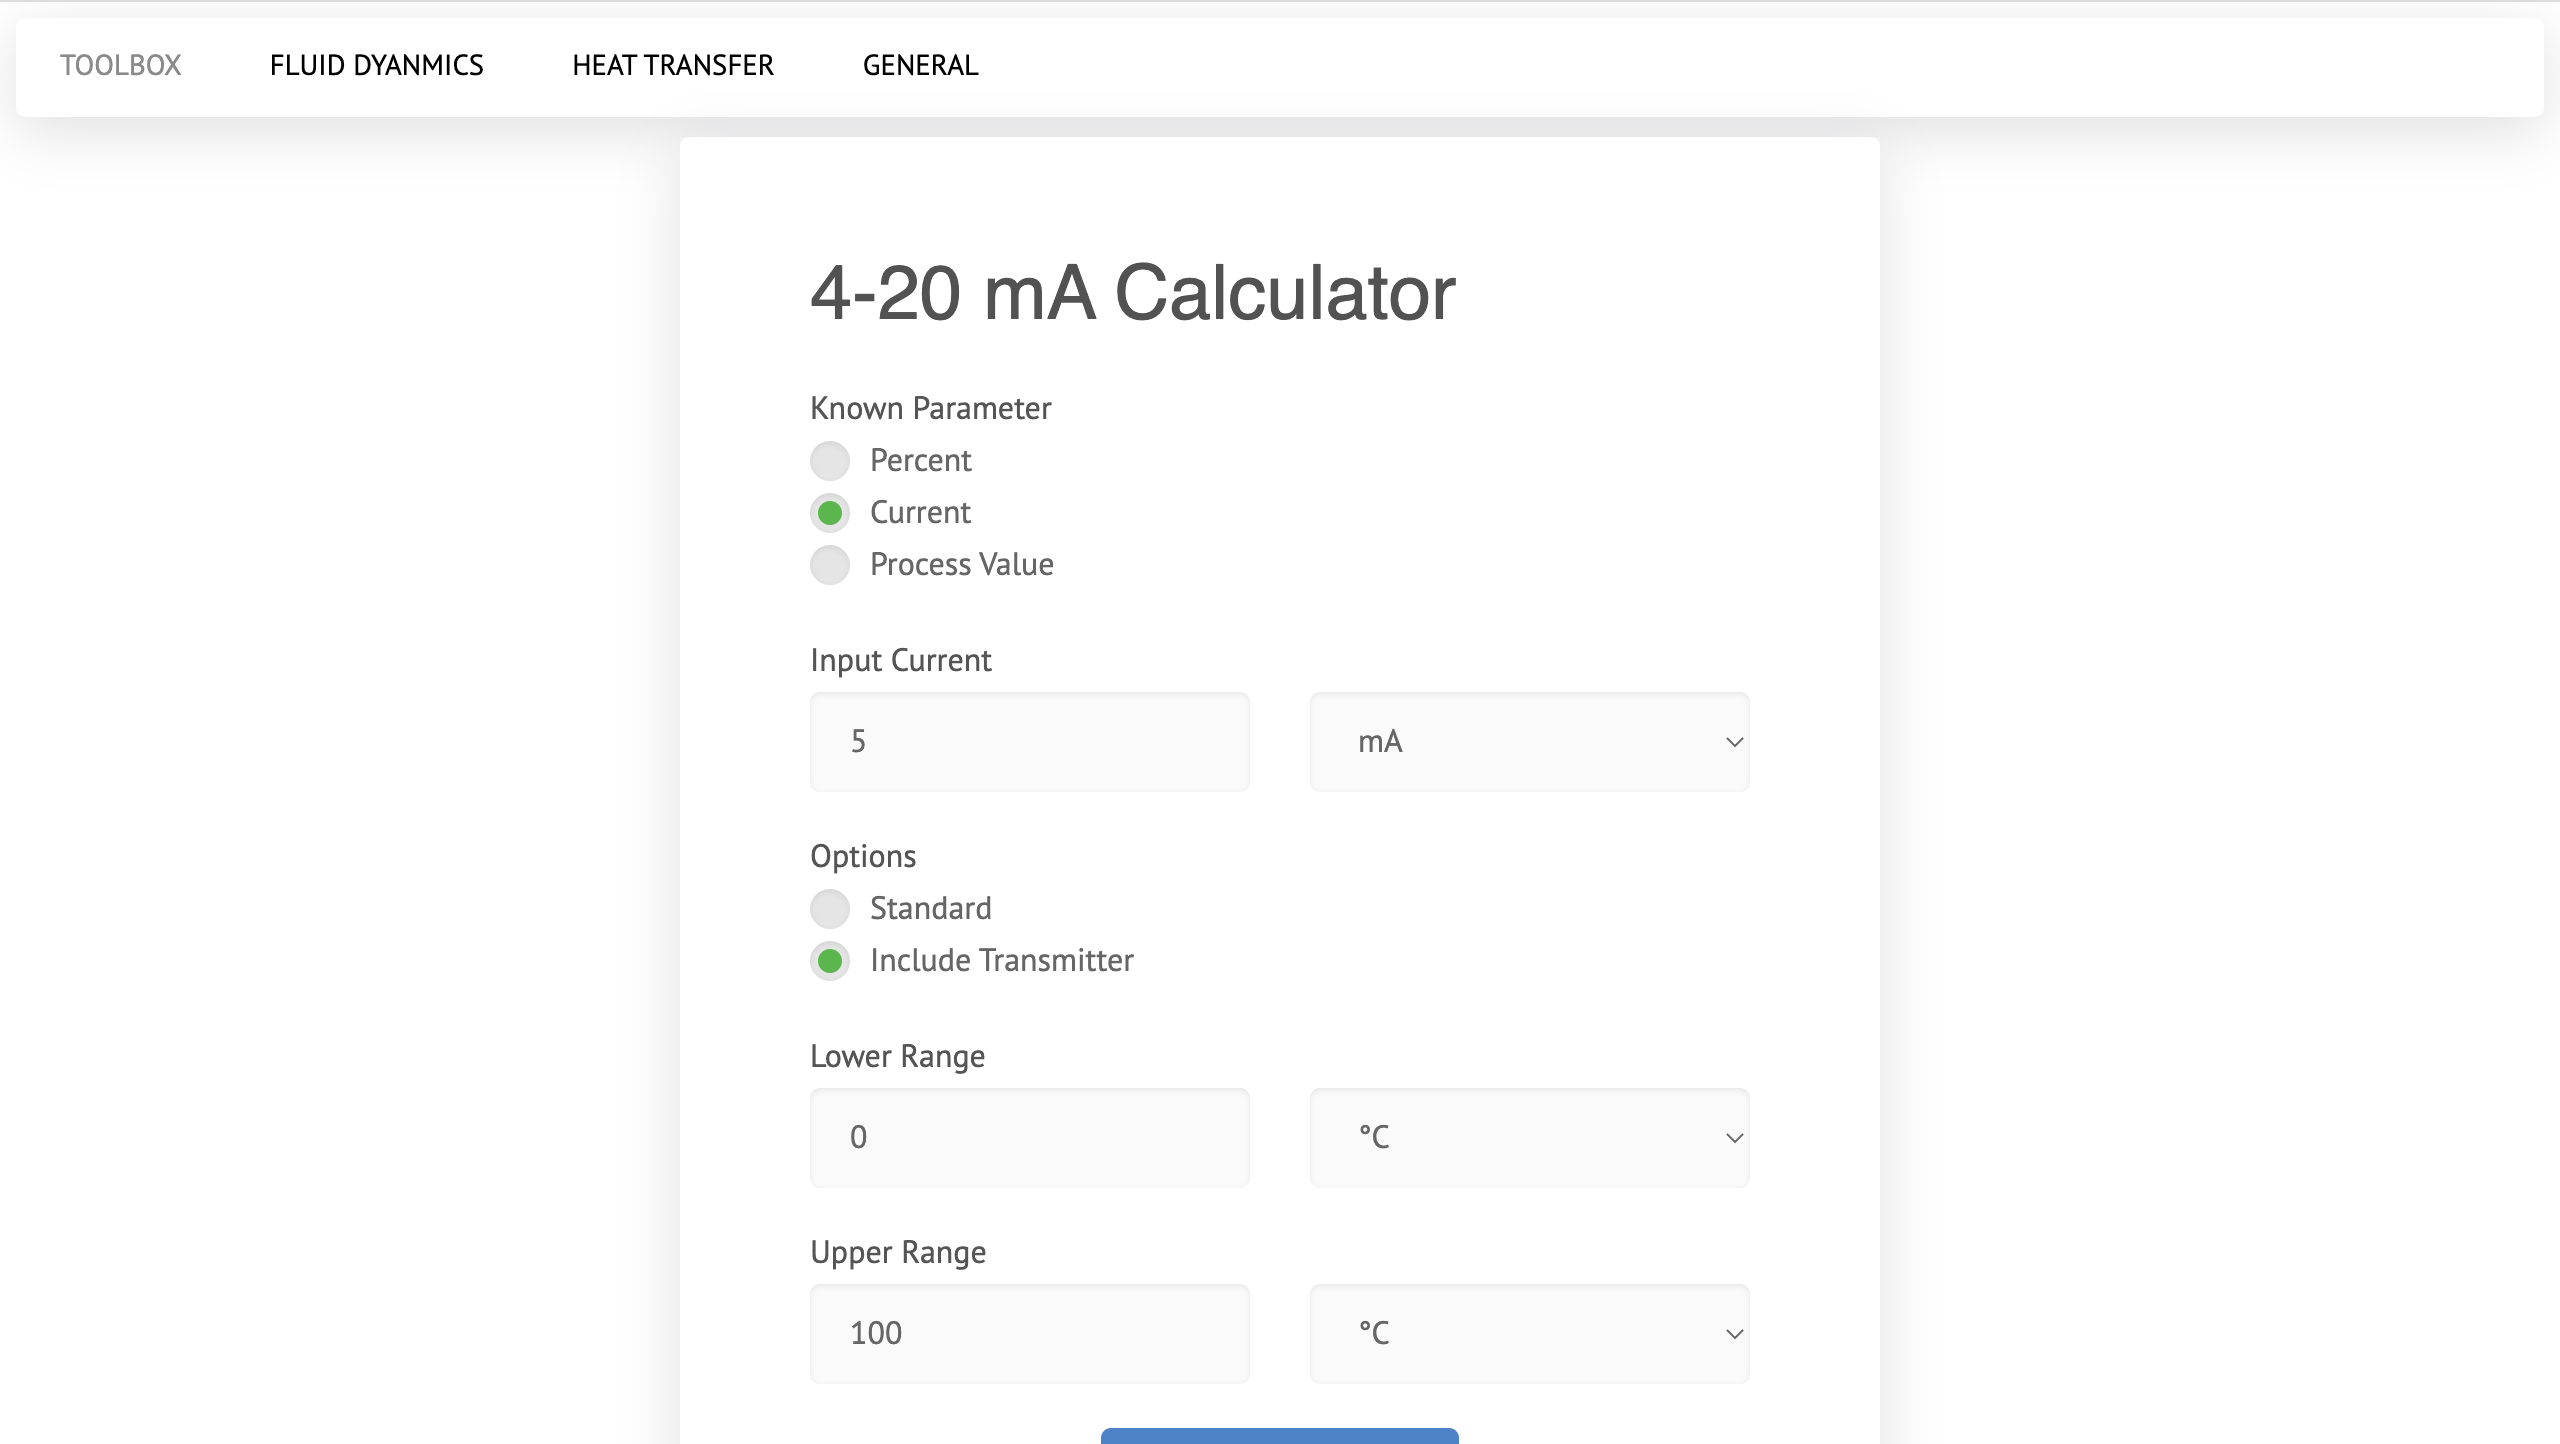 TOOLBOX FLUID DYANMICS HEAT TRANSFER GENERAL
4-20 mA Calculator
Known Parameter
Percent
Current
Process Value
Input Current
5 mA
Options
Standard
Include Transmitter
Lower Range
0 °C
Upper Range
100 °C